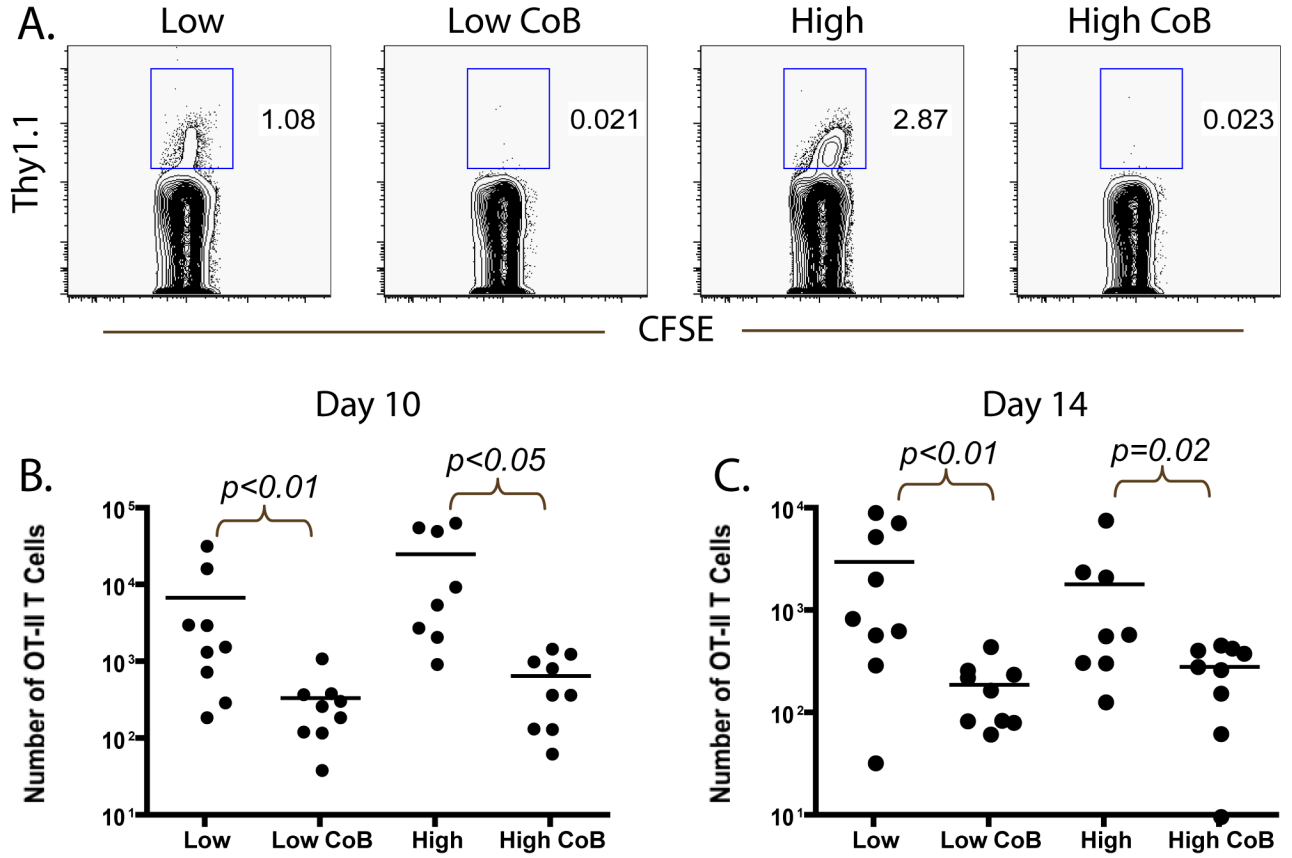 A. Low Low CoB High High CoB
Thy1.1
1.08 0.021 2.87 0.023
CFSE
Day 10 Day 14
B. p<0.01 p<0.05 C. p<0.01 p=0.02
Number of OT-II T Cells
10^5
10^4
10^3
10^2
10^1
Low Low CoB High High CoB
Number of OT-II T Cells
10^4
10^3
10^2
10^1
Low Low CoB High High CoB